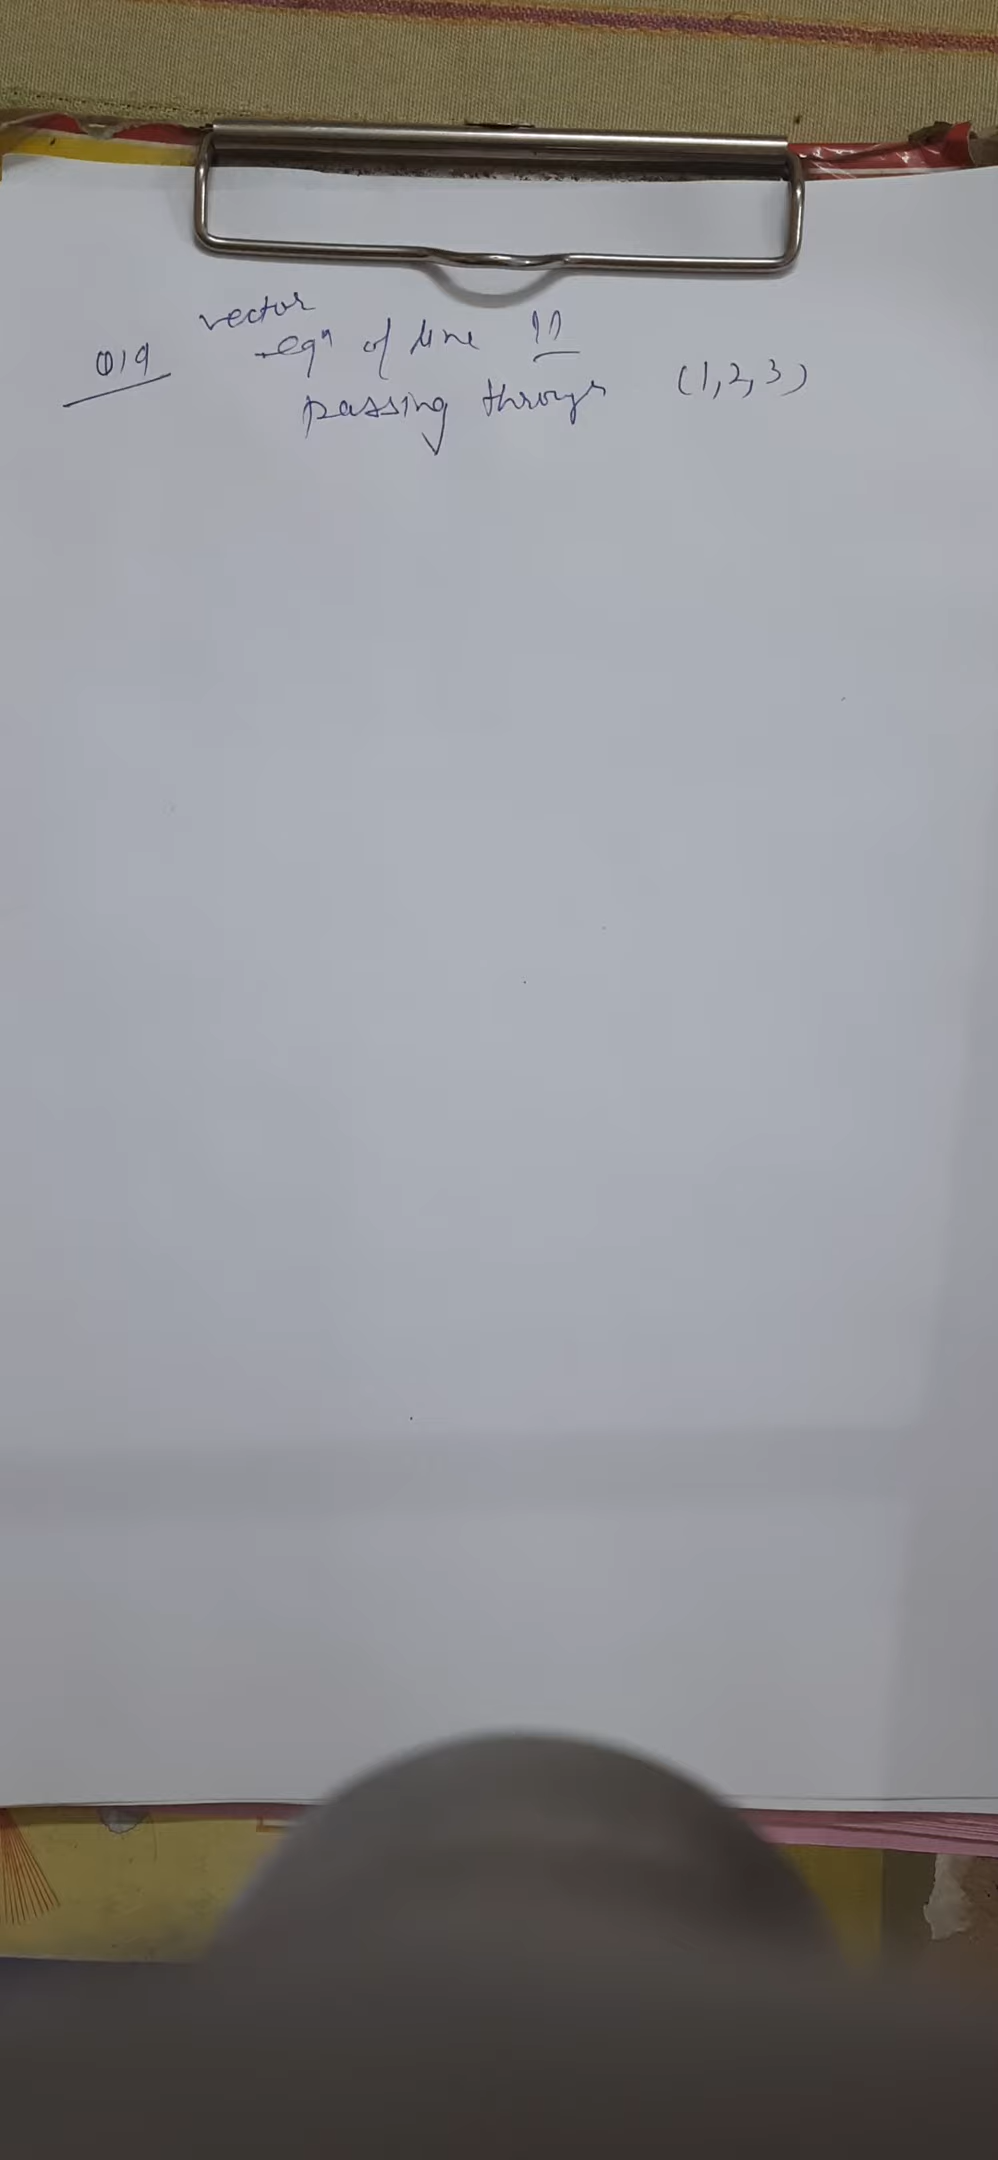 Q19 vector
eqn of line
passing through (1,2,3)